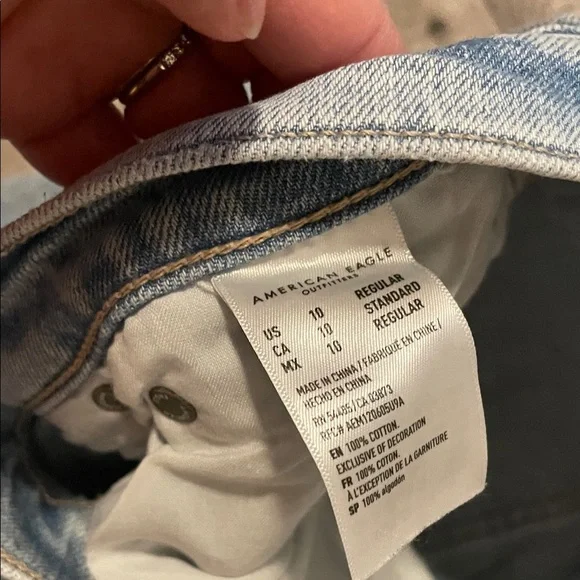 AMERICAN EAGLE
OUTFITTERS
US 10 REGULAR
CA 10 STANDARD
MX 10 REGULAR
MADE IN CHINA / FABRIQUÉ EN CHINE /
HECHO EN CHINA
RN 54485/ CA 03873
RFC# AEM120605U9A
EN 100% COTTON.
EXCLUSIVE OF DECORATION
FR 100% COTON.
À L'EXCEPTION DE LA GARNITURE
SP 100% algodón